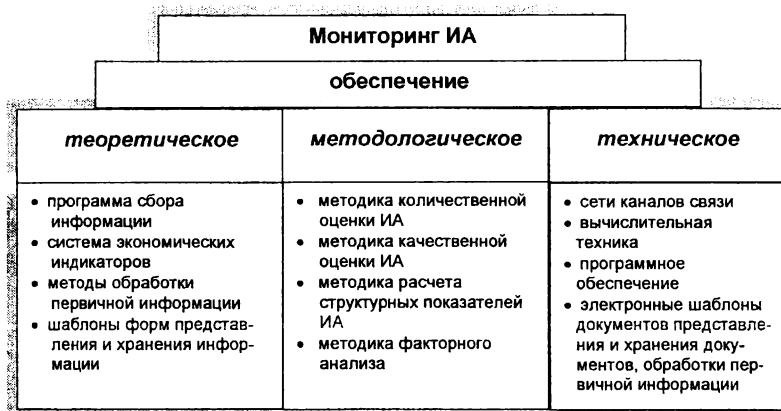 Мониторинг ИА
обеспечение
теоретическое
методологическое
техническое
• программа сбора
информации
• система экономических
индикаторов
• методы обработки
первичной информации
• шаблоны форм представ-
ления и хранения инфор-
мации
• методика количественной
оценки ИА
• методика качественной
оценки ИА
• методика расчета
структурных показателей
ИА
• методика факторного
анализа
• сети каналов связи
• вычислительная
техника
• программное
обеспечение
• электронные шаблоны
документов представле-
ния и хранения доку-
ментов, обработки пер-
вичной информации